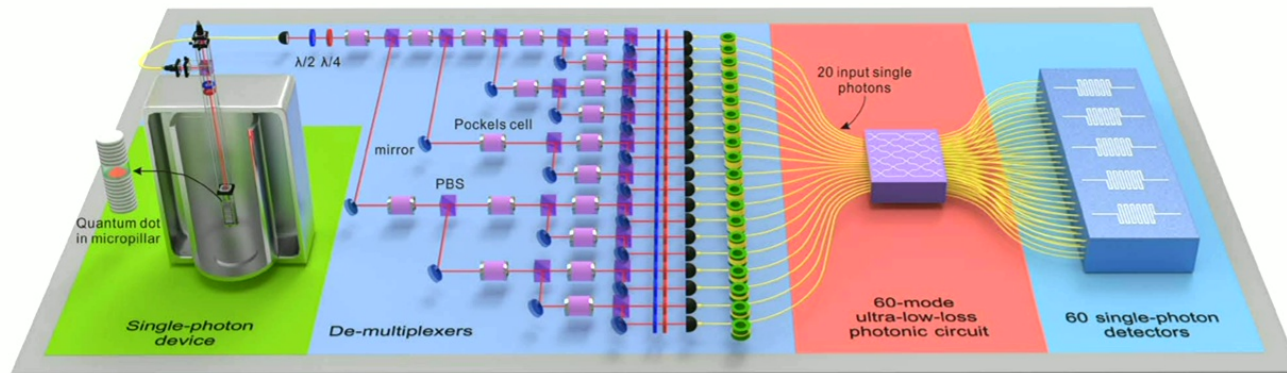 λ/2 λ/4
20 input single
photons
Pockels cell
mirror
PBS
Quantum dot
in micropillar
Single-photon
device
De-multiplexers
60-mode
ultra-low-loss
photonic circuit
60 single-photon
detectors